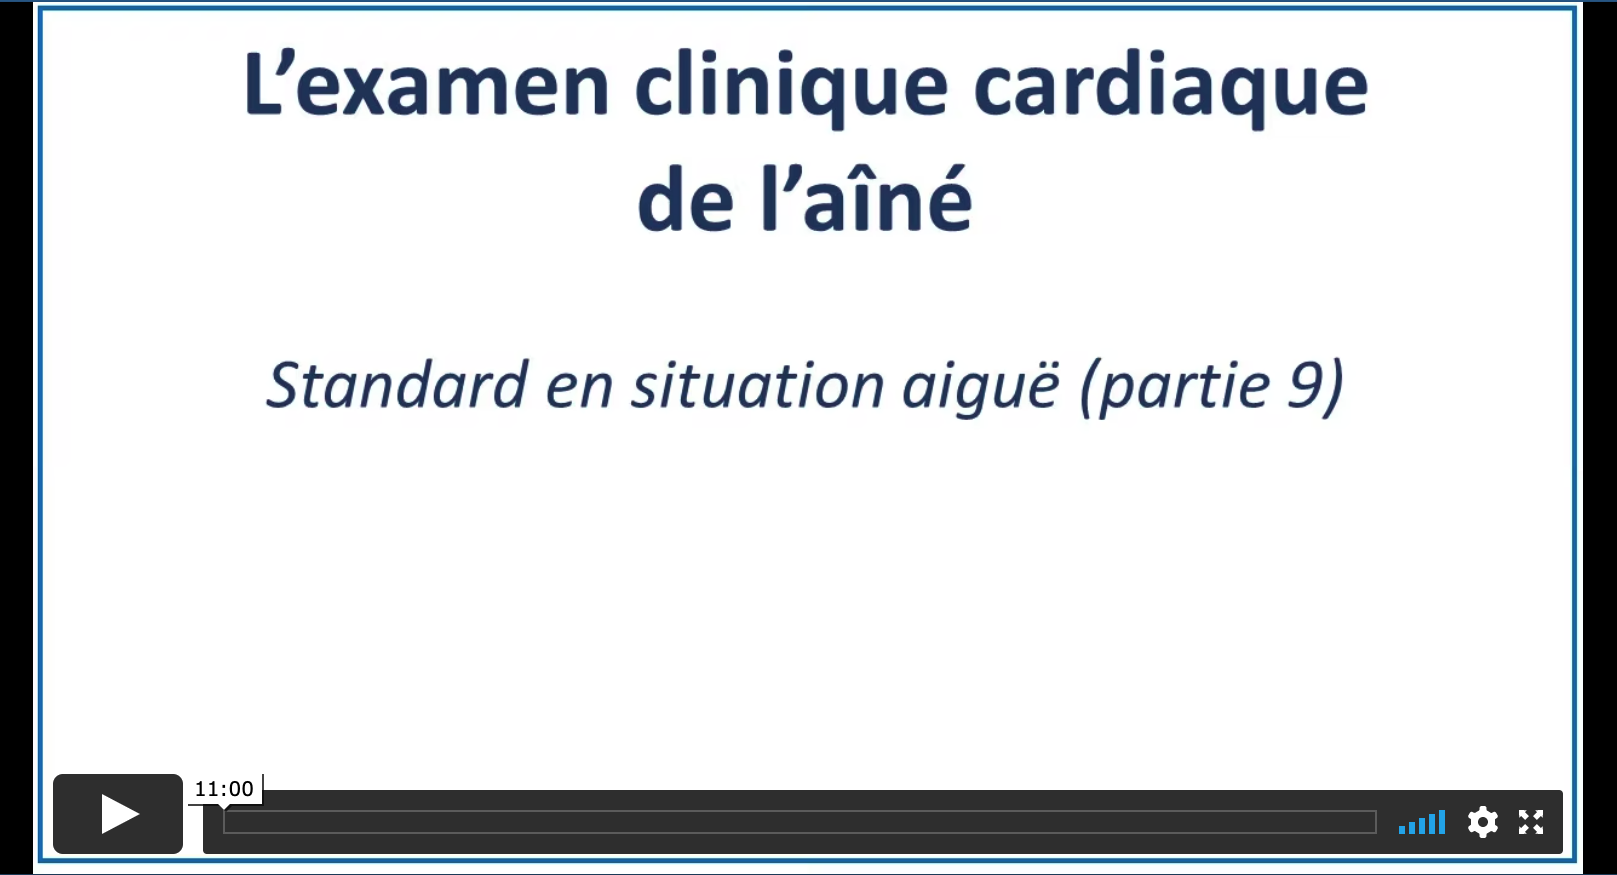 L’examen clinique cardiaque
de l’aîné
Standard en situation aiguë (partie 9)
11:00